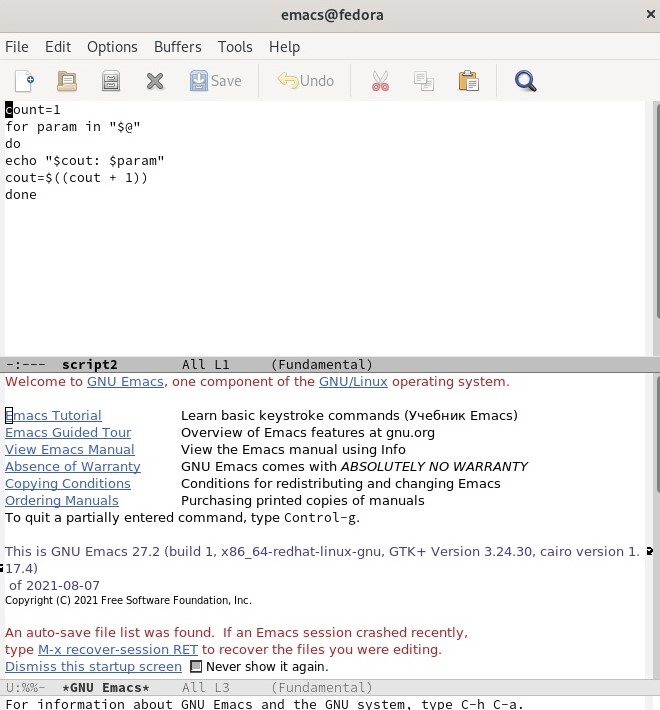 emacs@fedora
File Edit Options Buffers Tools Help
Save Undo
count=1
for param in "$@"
do
echo "$cout: $param"
cout=$((cout + 1))
done
-:--- script2 All L1 (Fundamental)
Welcome to GNU Emacs, one component of the GNU/Linux operating system.
Emacs Tutorial Learn basic keystroke commands (Учебник Emacs)
Emacs Guided Tour Overview of Emacs features at gnu.org
View Emacs Manual View the Emacs manual using Info
Absence of Warranty GNU Emacs comes with ABSOLUTELY NO WARRANTY
Copying Conditions Conditions for redistributing and changing Emacs
Ordering Manuals Purchasing printed copies of manuals
To quit a partially entered command, type Control-g.
This is GNU Emacs 27.2 (build 1, x86_64-redhat-linux-gnu, GTK+ Version 3.24.30, cairo version 1.
17.4)
of 2021-08-07
Copyright (C) 2021 Free Software Foundation, Inc.
An auto-save file list was found. If an Emacs session crashed recently,
type M-x recover-session RET to recover the files you were editing.
Dismiss this startup screen Never show it again.
U:%%- *GNU Emacs* All L3 (Fundamental)
For information about GNU Emacs and the GNU system, type C-h C-a.